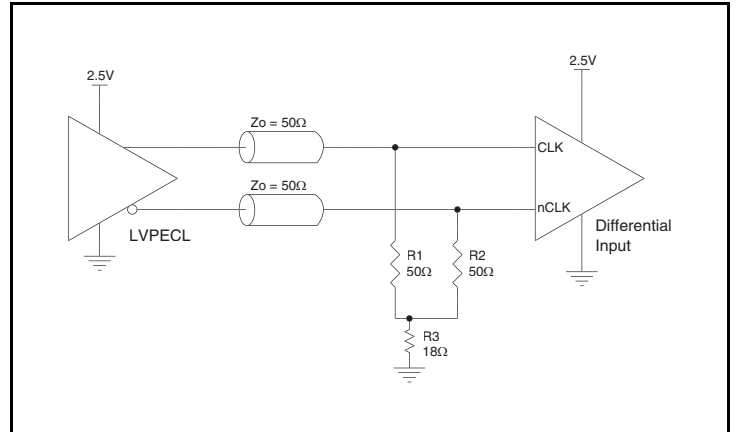 2.5V
2.5V
Zo = 50Ω
CLK
Zo = 50Ω
nCLK
LVPECL
Differential
Input
R1
50Ω
R2
50Ω
R3
18Ω